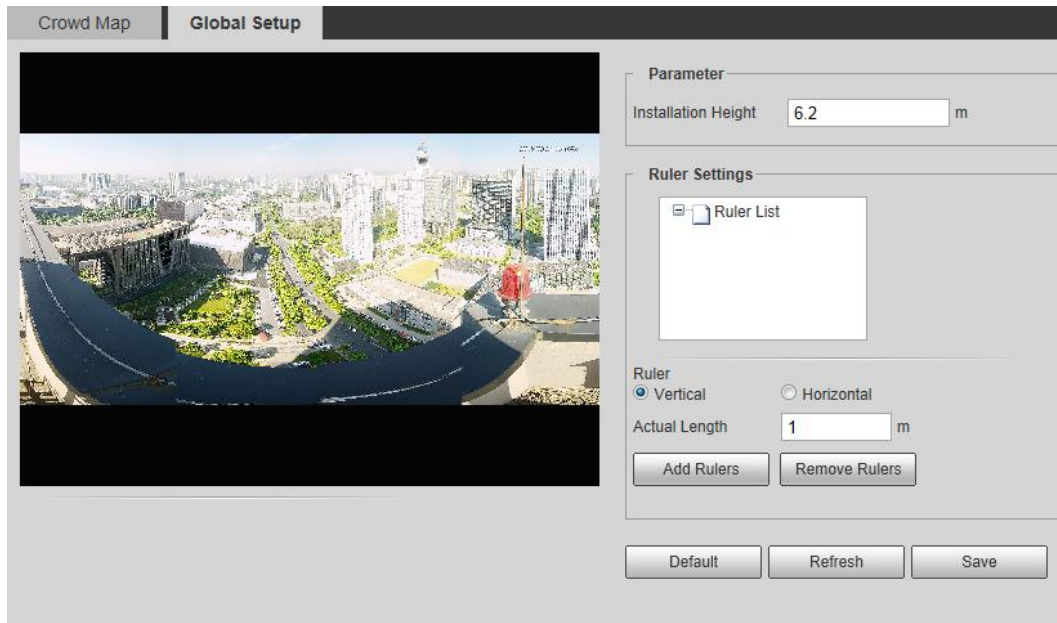 Crowd Map Global Setup
Parameter
Installation Height 6.2 m
Ruler Settings
Ruler List
Ruler
Vertical Horizontal
Actual Length 1 m
Add Rulers Remove Rulers
Default Refresh Save